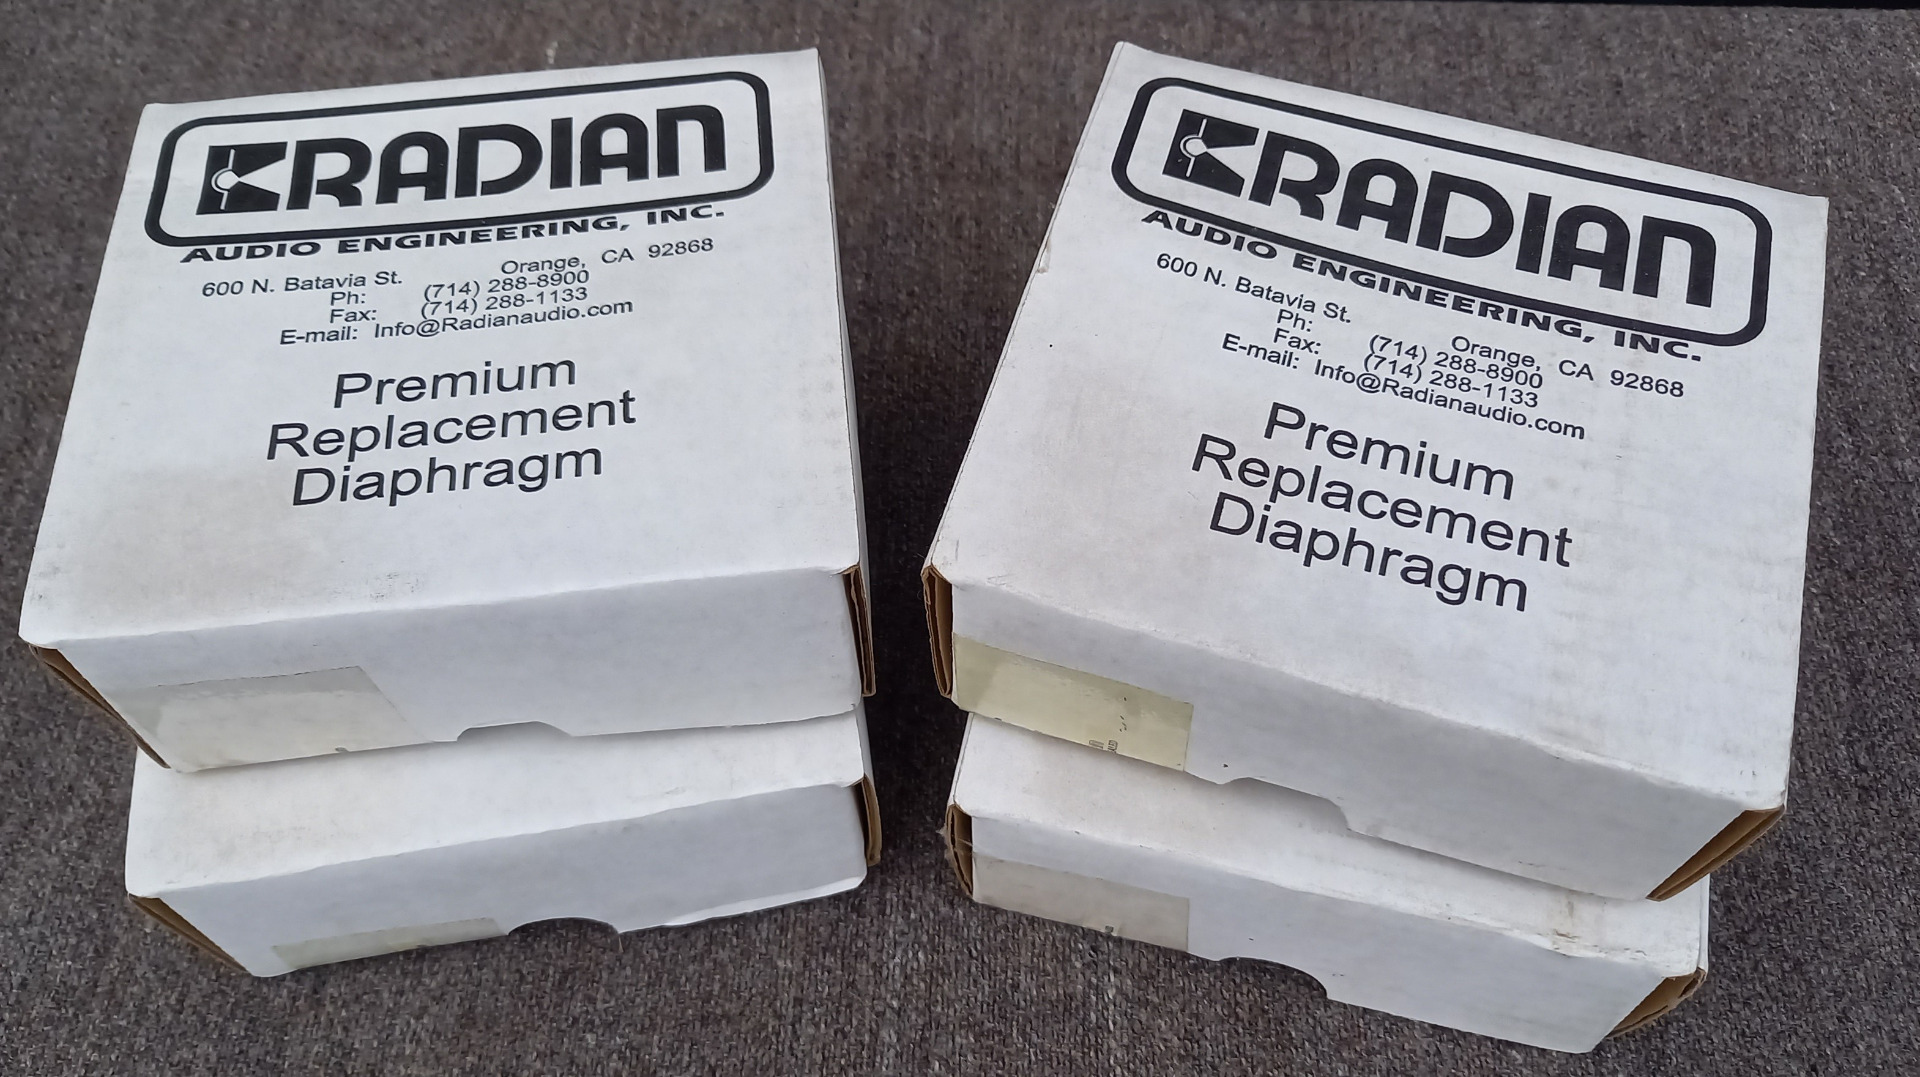 RADIAN
AUDIO ENGINEERING, INC.
600 N. Batavia St. Orange, CA 92868
Ph: (714) 288-8900
Fax: (714) 288-1133
E-mail: Info@Radianaudio.com
Premium
Replacement
Diaphragm
RADIAN
AUDIO ENGINEERING, INC.
600 N. Batavia St. Orange, CA 92868
Ph: (714) 288-8900
Fax: (714) 288-1133
E-mail: Info@Radianaudio.com
Premium
Replacement
Diaphragm